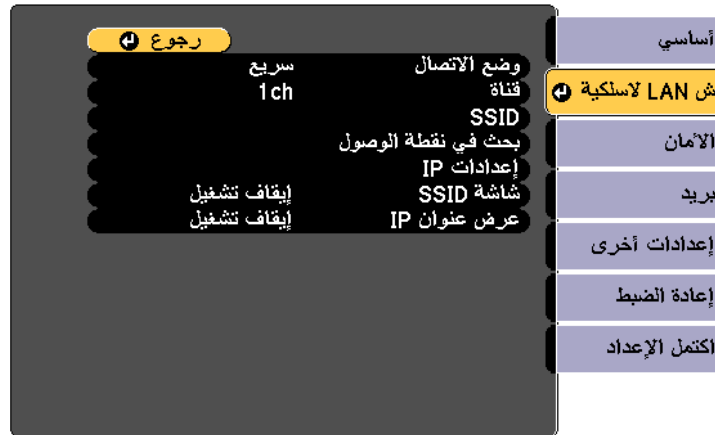 أساسي
ش LAN لاسلكية
الأمان
بريد
إعدادات أخرى
إعادة الضبط
اكتمل الإعداد
رجوع
وضع الاتصال سريع
قناة 1ch
SSID
بحث في نقطة الوصول
إعدادات IP
شاشة SSID إيقاف تشغيل
عرض عنوان IP إيقاف تشغيل